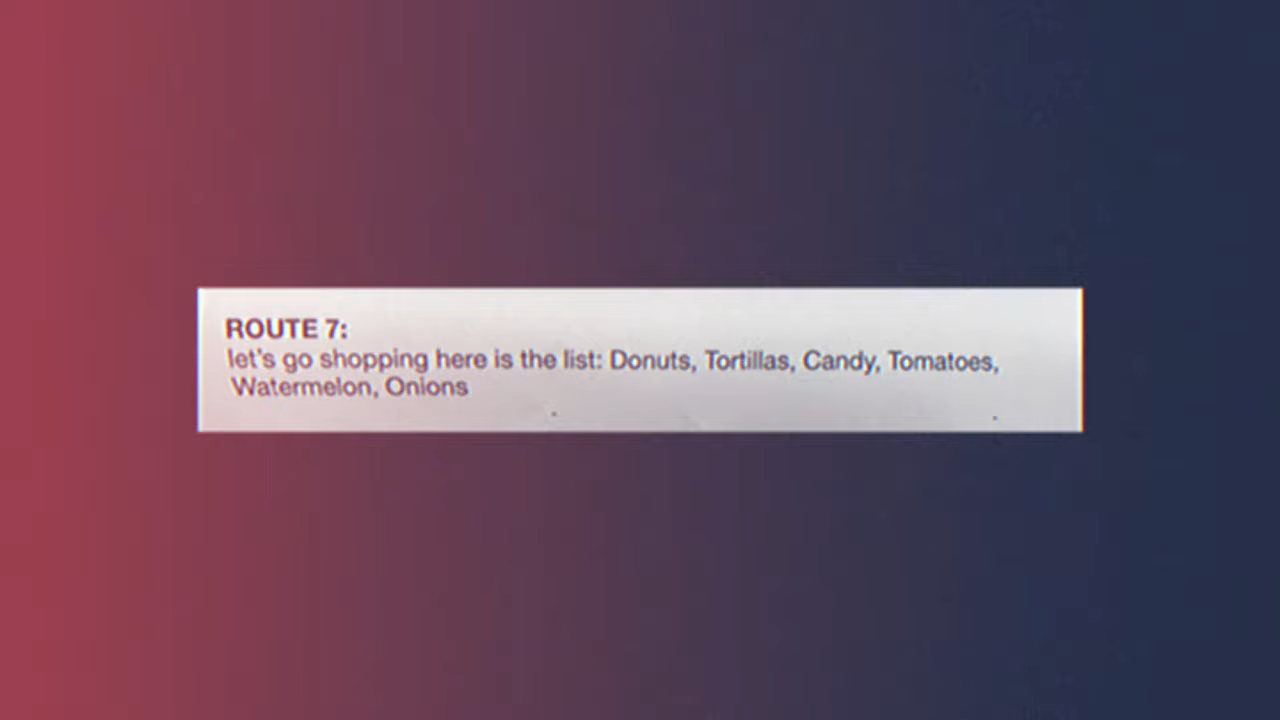 ROUTE 7:
let's go shopping here is the list: Donuts, Tortillas, Candy, Tomatoes,
Watermelon, Onions